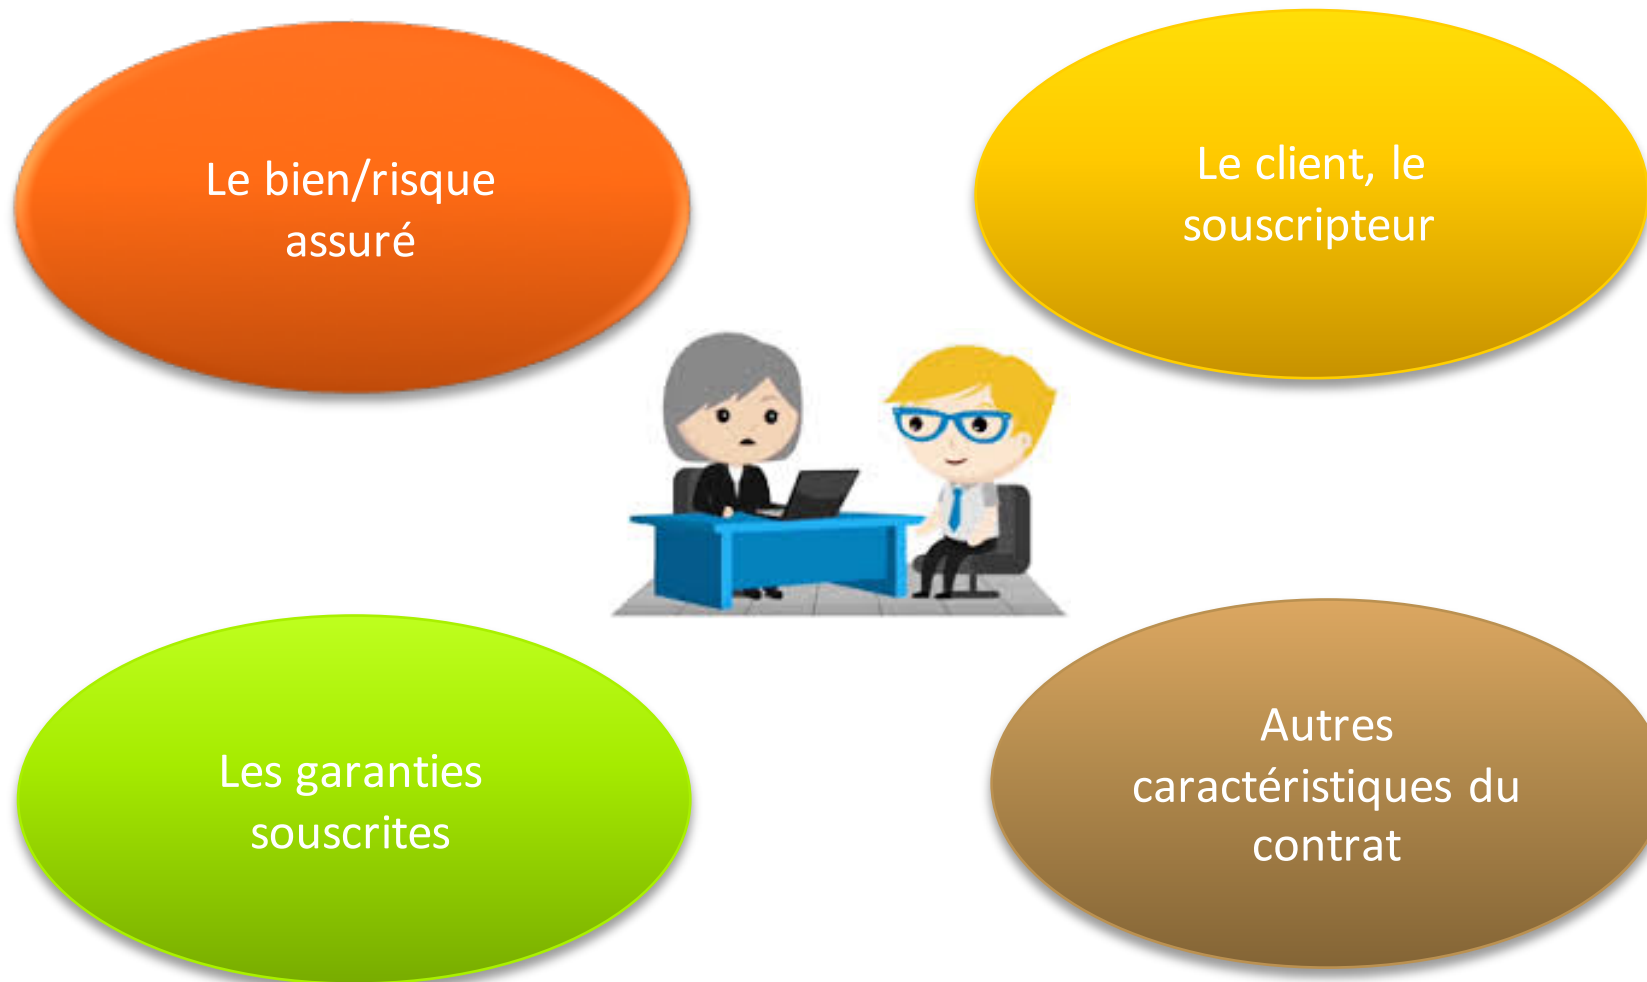 Le bien/risque
assuré
Le client, le
souscripteur
Les garanties
souscrites
Autres
caractéristiques du
contrat